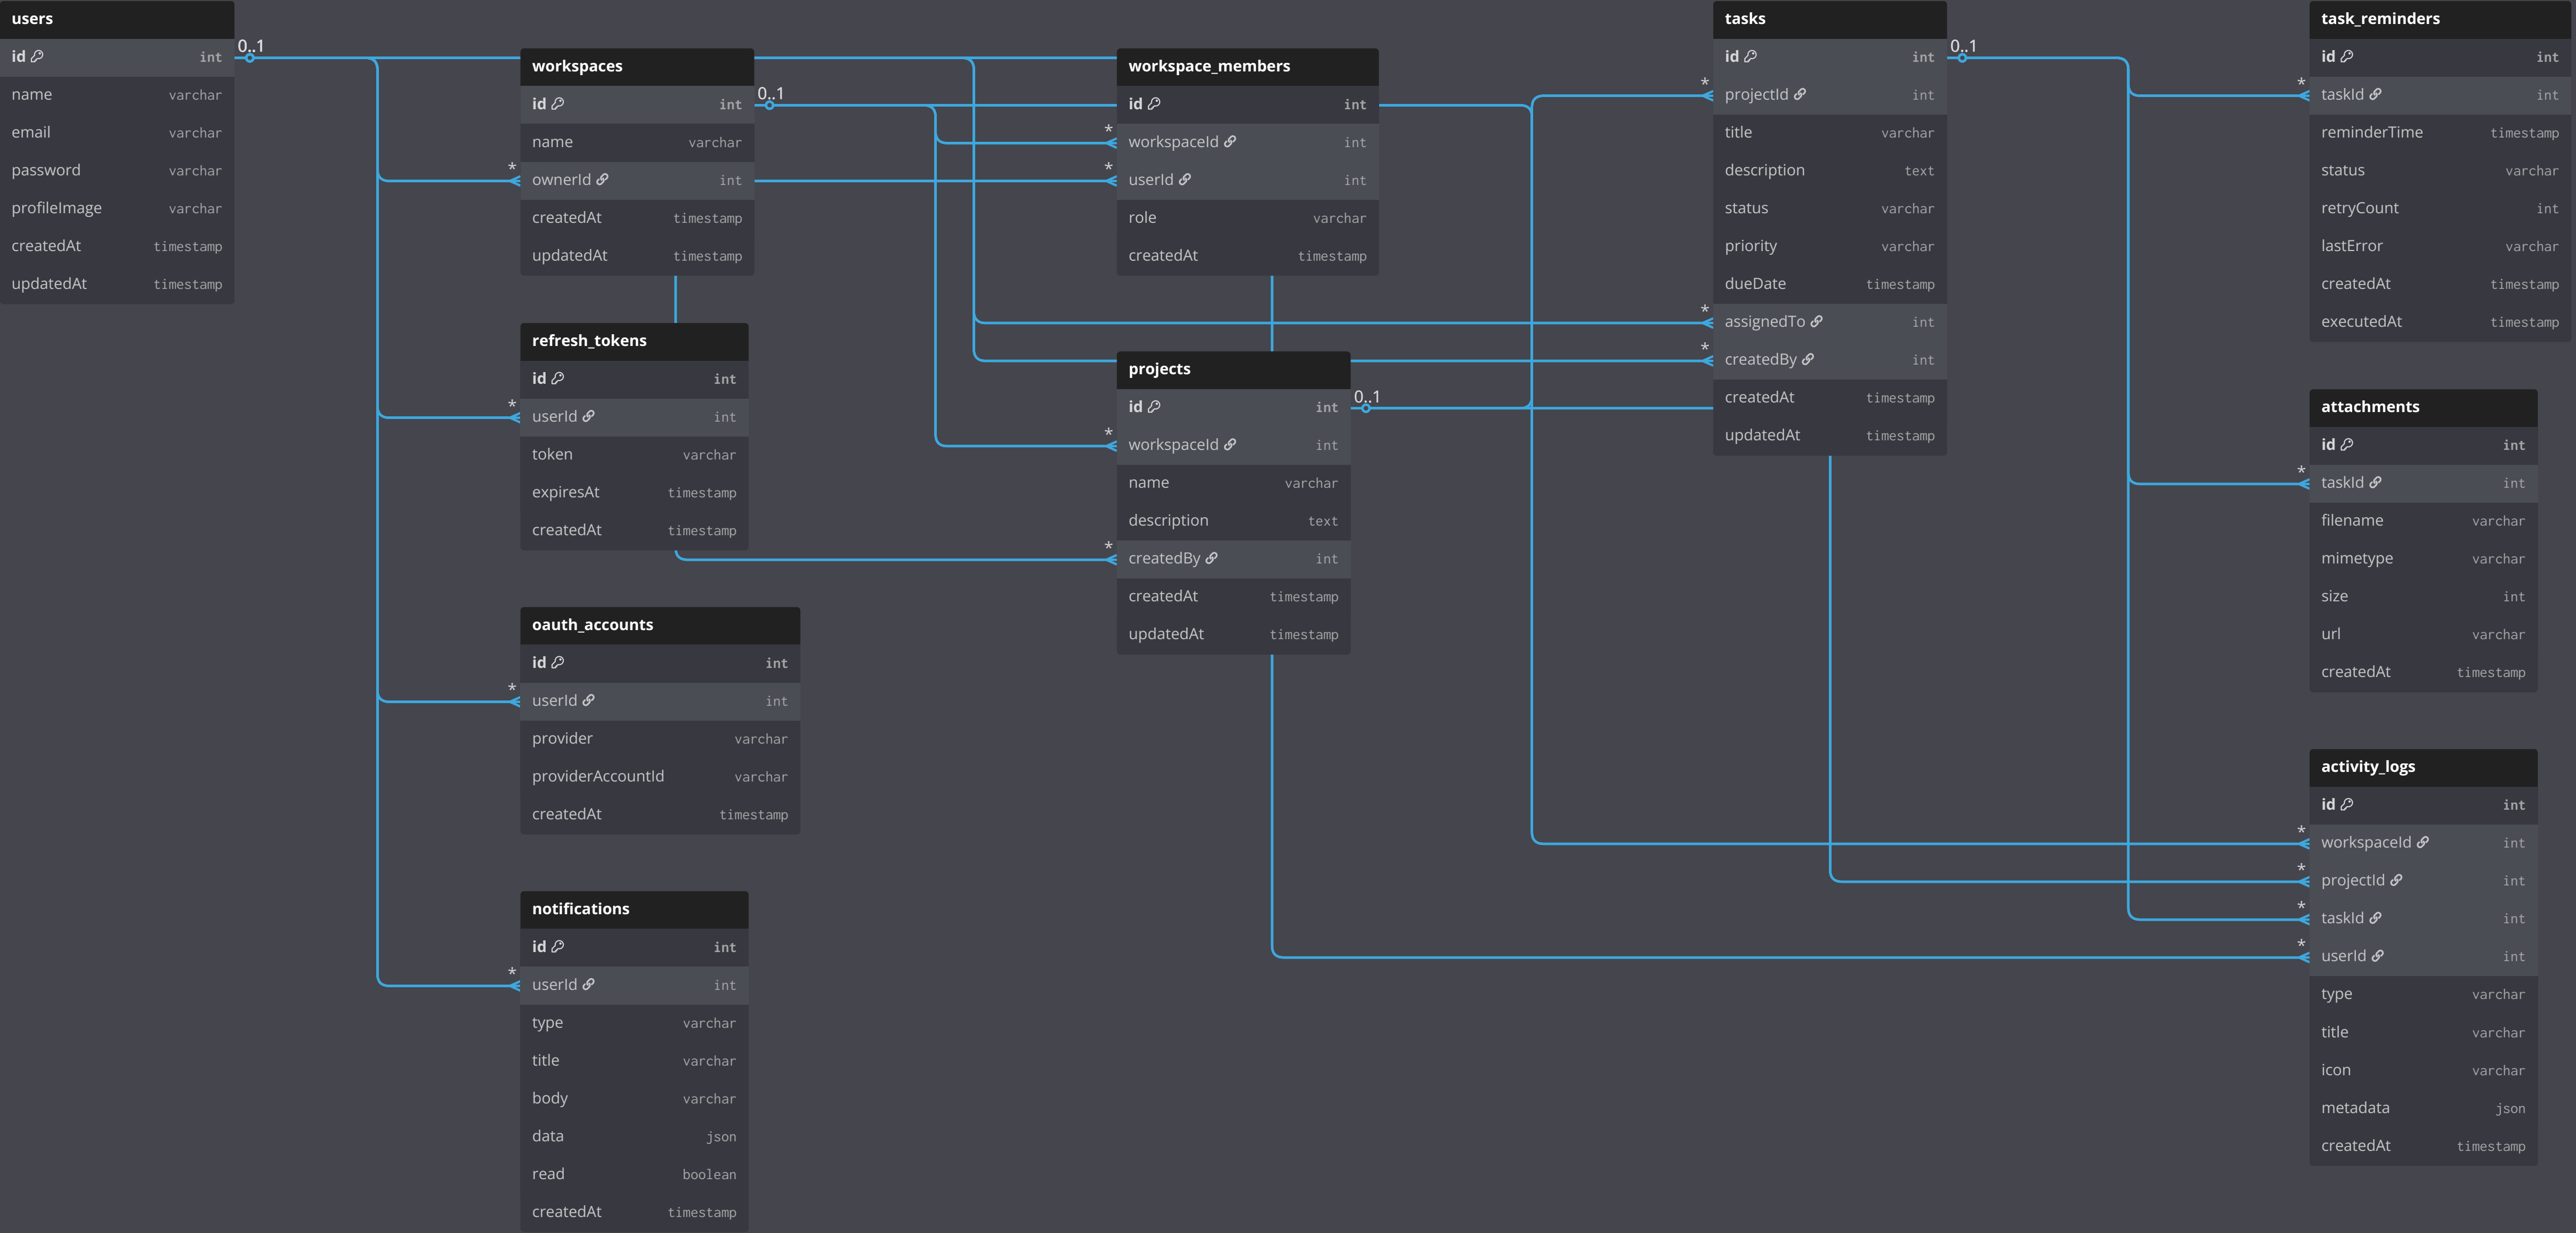 users
id int
name varchar
email varchar
password varchar
profileImage varchar
createdAt timestamp
updatedAt timestamp
0..1
workspaces
id int
name varchar
ownerId int
createdAt timestamp
updatedAt timestamp
0..1
*
refresh_tokens
id int
userId int
token varchar
expiresAt timestamp
createdAt timestamp
*
oauth_accounts
id int
userId int
provider varchar
providerAccountId varchar
createdAt timestamp
*
notifications
id int
userId int
type varchar
title varchar
body varchar
data json
read boolean
createdAt timestamp
*
workspace_members
id int
workspaceId int
userId int
role varchar
createdAt timestamp
*
*
projects
id int
workspaceId int
name varchar
description text
createdBy int
createdAt timestamp
updatedAt timestamp
0..1
*
*
tasks
id int
projectId int
title varchar
description text
status varchar
priority varchar
dueDate timestamp
assignedTo int
createdBy int
createdAt timestamp
updatedAt timestamp
0..1
*
*
*
task_reminders
id int
taskId int
reminderTime timestamp
status varchar
retryCount int
lastError varchar
createdAt timestamp
executedAt timestamp
*
attachments
id int
taskId int
filename varchar
mimetype varchar
size int
url varchar
createdAt timestamp
*
activity_logs
id int
workspaceId int
projectId int
taskId int
userId int
type varchar
title varchar
icon varchar
metadata json
createdAt timestamp
*
*
*
*